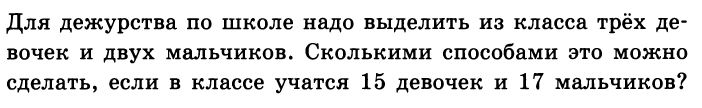 Для дежурства по школе надо выделить из класса трёх де-
вочек и двух мальчиков. Сколькими способами это можно
сделать, если в классе учатся 15 девочек и 17 мальчиков?